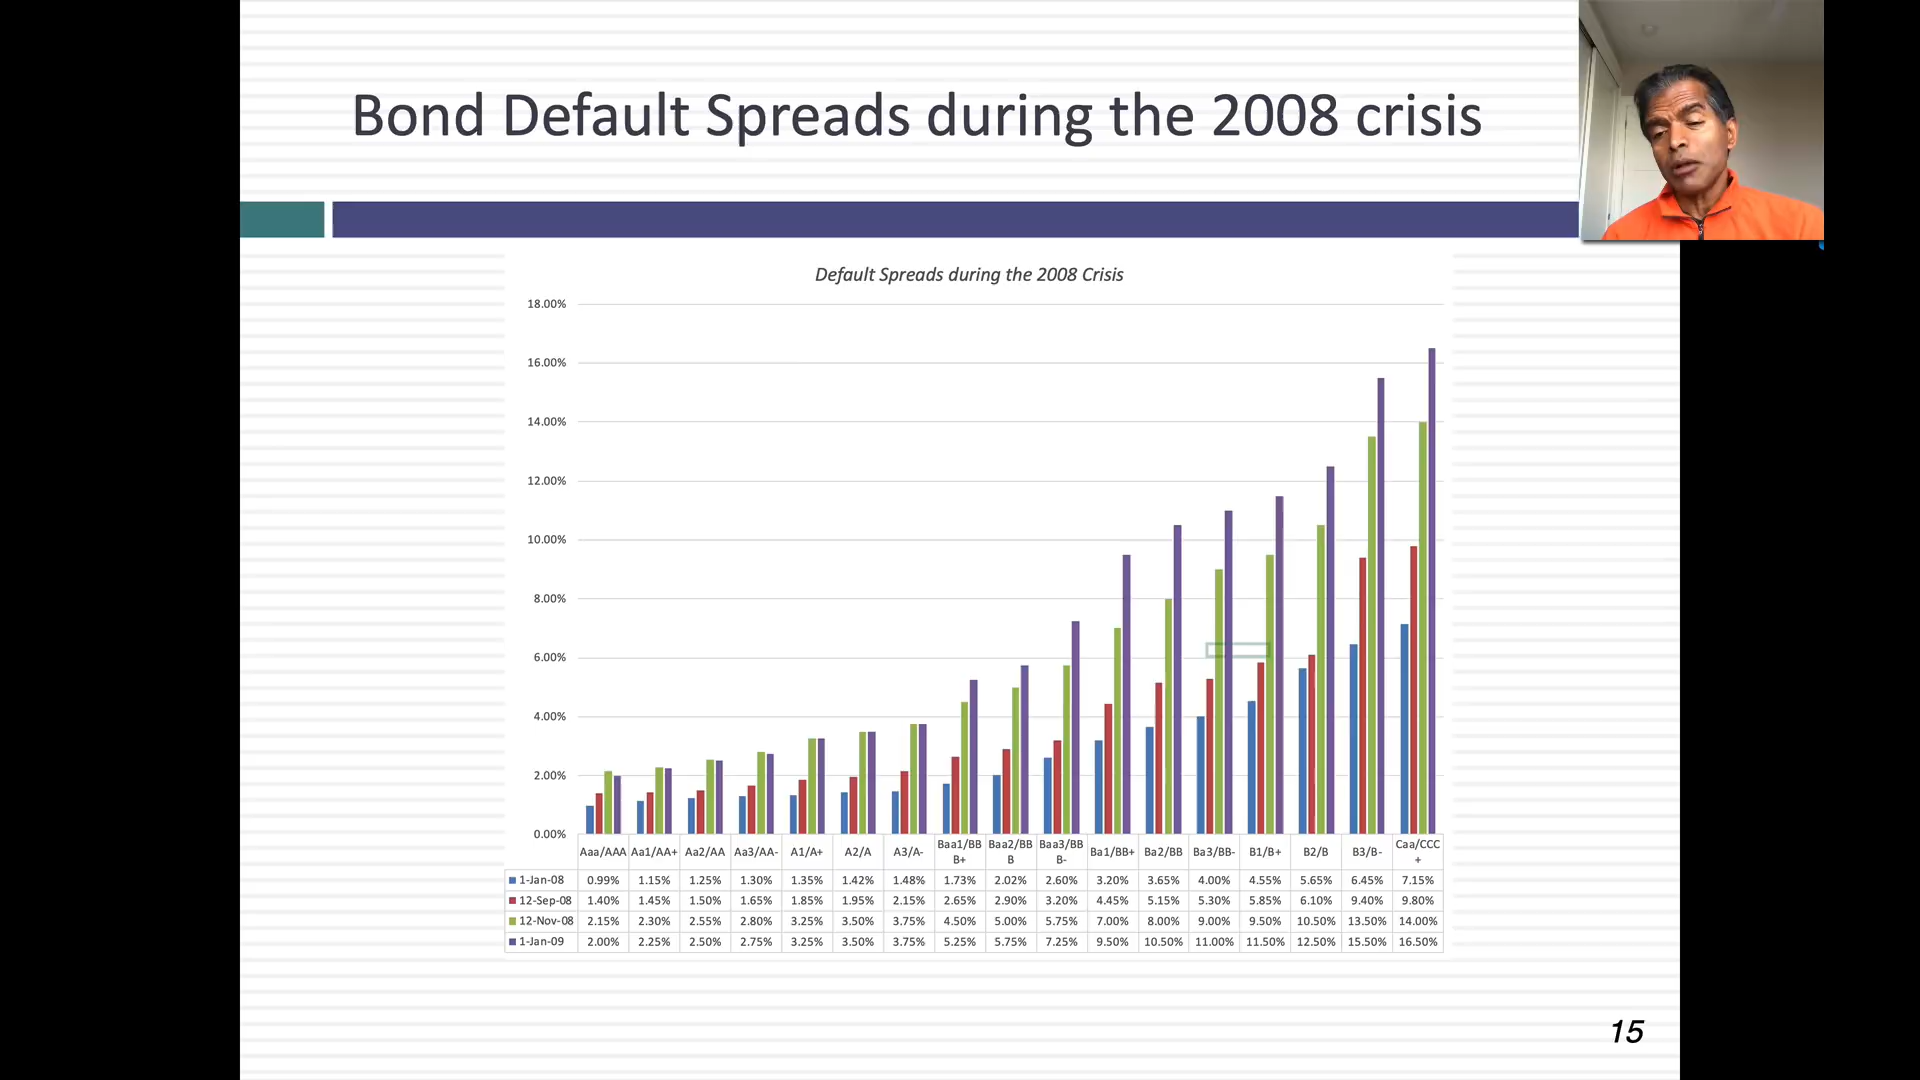 Bond Default Spreads during the 2008 crisis
Default Spreads during the 2008 Crisis
18.00%
16.00%
14.00%
12.00%
10.00%
8.00%
6.00%
4.00%
2.00%
0.00%
Aaa/AAA Aa1/AA+ Aa2/AA Aa3/AA- A1/A+ A2/A A3/A- Baa1/BB Baa2/BB Baa3/BB Ba1/BB+ Ba2/BB Ba3/BB- B1/B+ B2/B B3/B- Caa/CCC
B+ B B- +
1-Jan-08 0.99% 1.15% 1.25% 1.30% 1.35% 1.42% 1.48% 1.73% 2.02% 2.60% 3.20% 3.65% 4.00% 4.55% 5.65% 6.45% 7.15%
12-Sep-08 1.40% 1.45% 1.50% 1.65% 1.85% 1.95% 2.15% 2.65% 2.90% 3.20% 4.45% 5.15% 5.30% 5.85% 6.10% 9.40% 9.80%
12-Nov-08 2.15% 2.30% 2.55% 2.80% 3.25% 3.50% 3.75% 4.50% 5.00% 5.75% 7.00% 8.00% 9.00% 9.50% 10.50% 13.50% 14.00%
1-Jan-09 2.00% 2.25% 2.50% 2.75% 3.25% 3.50% 3.75% 5.25% 5.75% 7.25% 9.50% 10.50% 11.00% 11.50% 12.50% 15.50% 16.50%
15